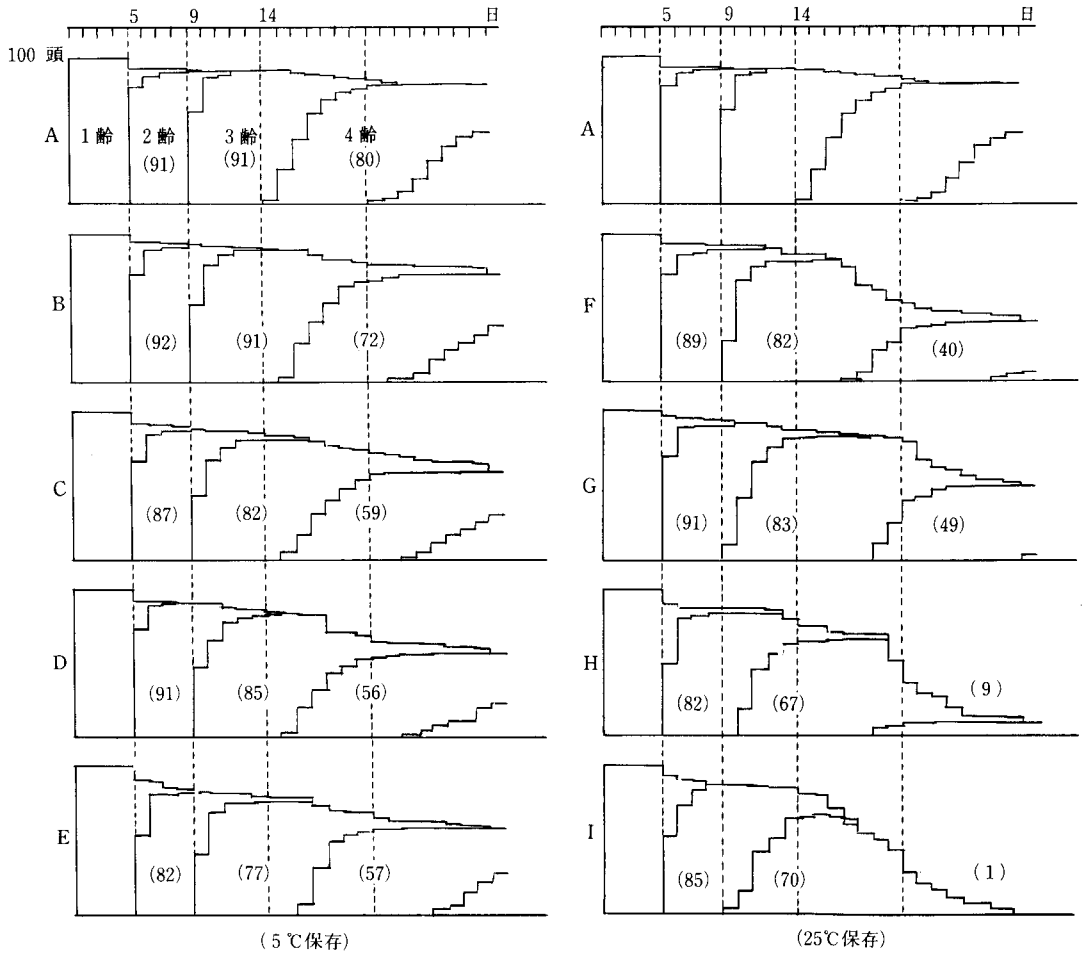 5 9 14 日
100 頭
A 1 齢 2 齢 3 齢 4 齢
(91) (91) (80)
B (92) (91) (72)
C (87) (82) (59)
D (91) (85) (56)
E (82) (77) (57)
(5℃保存)
5 9 14 日
A
F (89) (82) (40)
G (91) (83) (49)
H (82) (67) (9)
I (85) (70) (1)
(25℃保存)